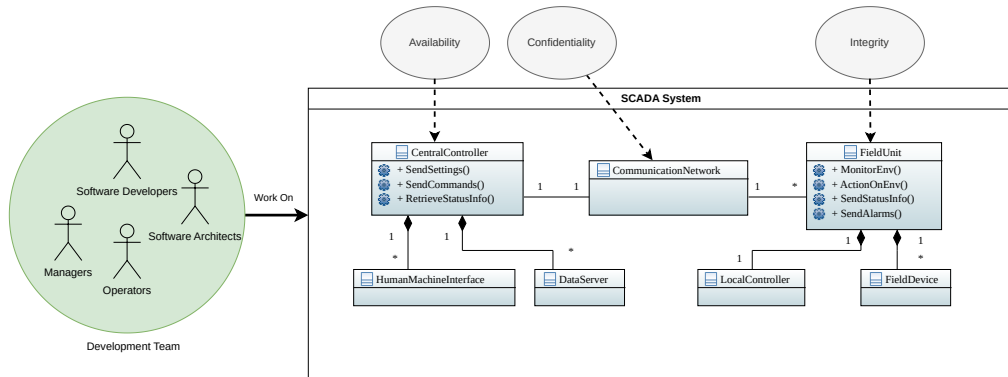 Availability
Confidentiality
Integrity
SCADA System
CentralController
+ SendSettings()
+ SendCommands()
+ RetrieveStatusInfo()
CommunicationNetwork
FieldUnit
+ MonitorEnv()
+ ActionOnEnv()
+ SendStatusInfo()
+ SendAlarms()
1
1
1
*
Software Developers
Software Architects
Managers
Operators
Work On
Development Team
1
*
1
*
1
1
1
*
HumanMachineInterface
DataServer
LocalController
FieldDevice